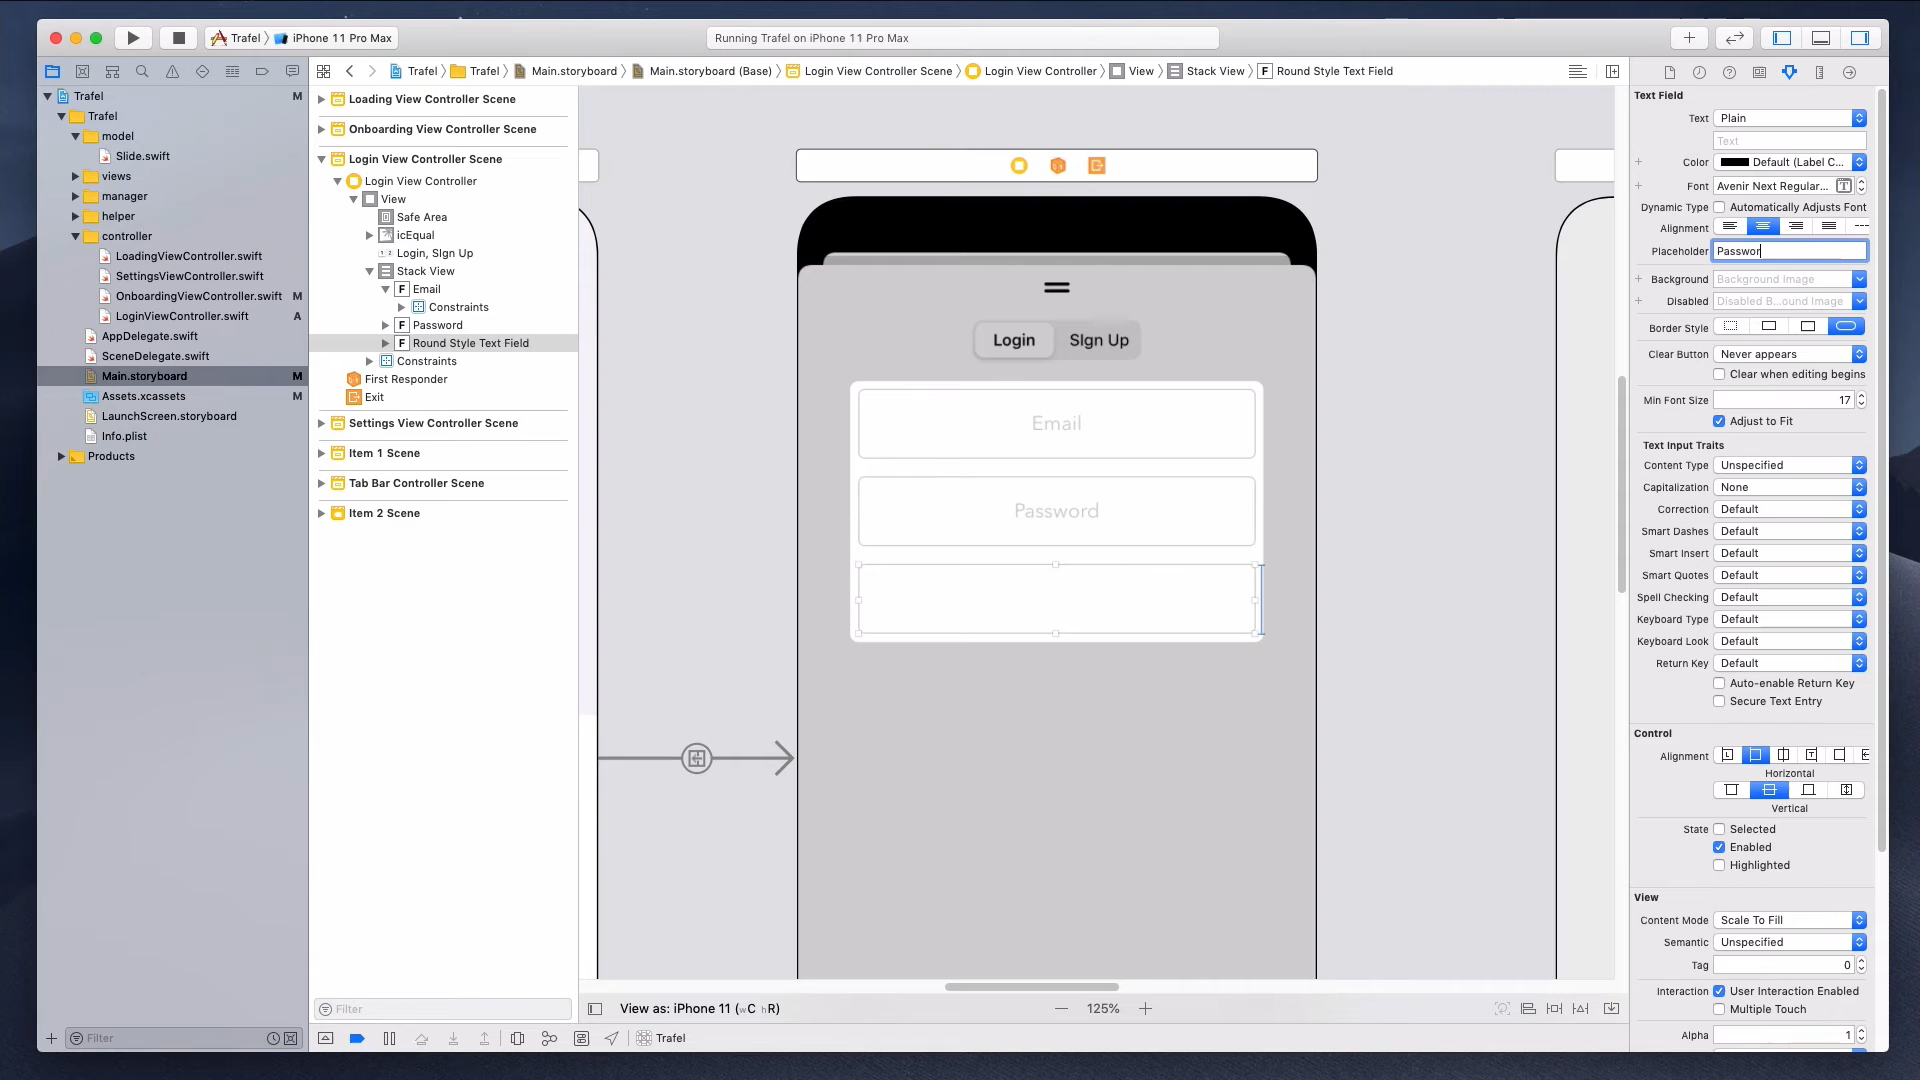 Trafel
iPhone 11 Pro Max
Running Trafel on iPhone 11 Pro Max
Trafel
Trafel
Main.storyboard
Main.storyboard (Base)
Login View Controller Scene
Login View Controller
View
Stack View
F Round Style Text Field
Trafel M
Trafel
model
Slide.swift
views
manager
helper
controller
LoadingViewController.swift
SettingsViewController.swift
OnboardingViewController.swift M
LoginViewController.swift A
AppDelegate.swift
SceneDelegate.swift
Main.storyboard M
Assets.xcassets M
LaunchScreen.storyboard
Info.plist
Products
Filter
Loading View Controller Scene
Onboarding View Controller Scene
Login View Controller Scene
Login View Controller
View
Safe Area
icEqual
Login, SIgn Up
Stack View
F Email
Constraints
F Password
F Round Style Text Field
Constraints
First Responder
Exit
Settings View Controller Scene
Item 1 Scene
Tab Bar Controller Scene
Item 2 Scene
Filter
Login
SIgn Up
Email
Password
View as: iPhone 11 (wC hR)
125%
Trafel
Text Field
Text Plain
Text
Color Default (Label C...
Font Avenir Next Regular...
Dynamic Type Automatically Adjusts Font
Alignment
Placeholder Passwor
Background Background Image
Disabled Disabled B...ound Image
Border Style
Clear Button Never appears
Clear when editing begins
Min Font Size 17
Adjust to Fit
Text Input Traits
Content Type Unspecified
Capitalization None
Correction Default
Smart Dashes Default
Smart Insert Default
Smart Quotes Default
Spell Checking Default
Keyboard Type Default
Keyboard Look Default
Return Key Default
Auto-enable Return Key
Secure Text Entry
Control
Alignment
Horizontal
Vertical
State Selected
Enabled
Highlighted
View
Content Mode Scale To Fill
Semantic Unspecified
Tag 0
Interaction User Interaction Enabled
Multiple Touch
Alpha 1